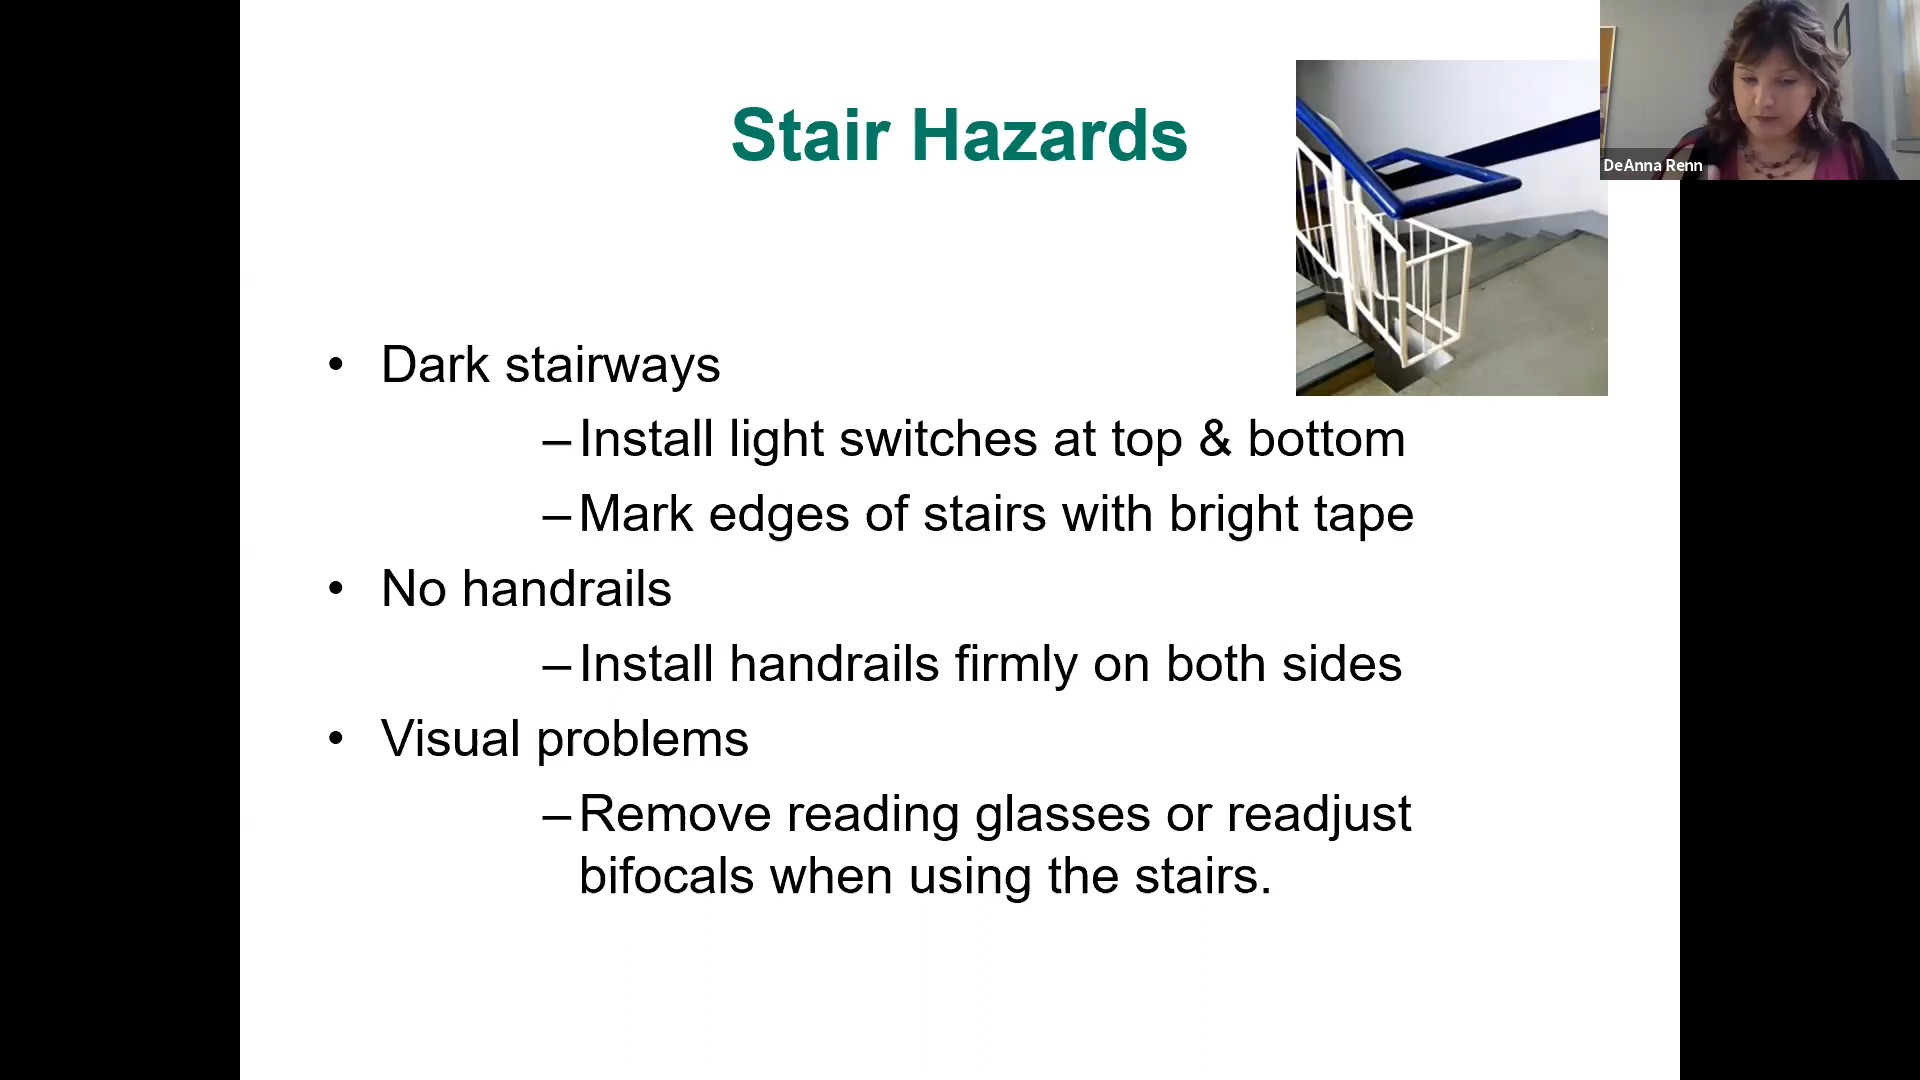 Stair Hazards
DeAnna Renn
• Dark stairways
–Install light switches at top & bottom
–Mark edges of stairs with bright tape
• No handrails
–Install handrails firmly on both sides
• Visual problems
–Remove reading glasses or readjust
bifocals when using the stairs.